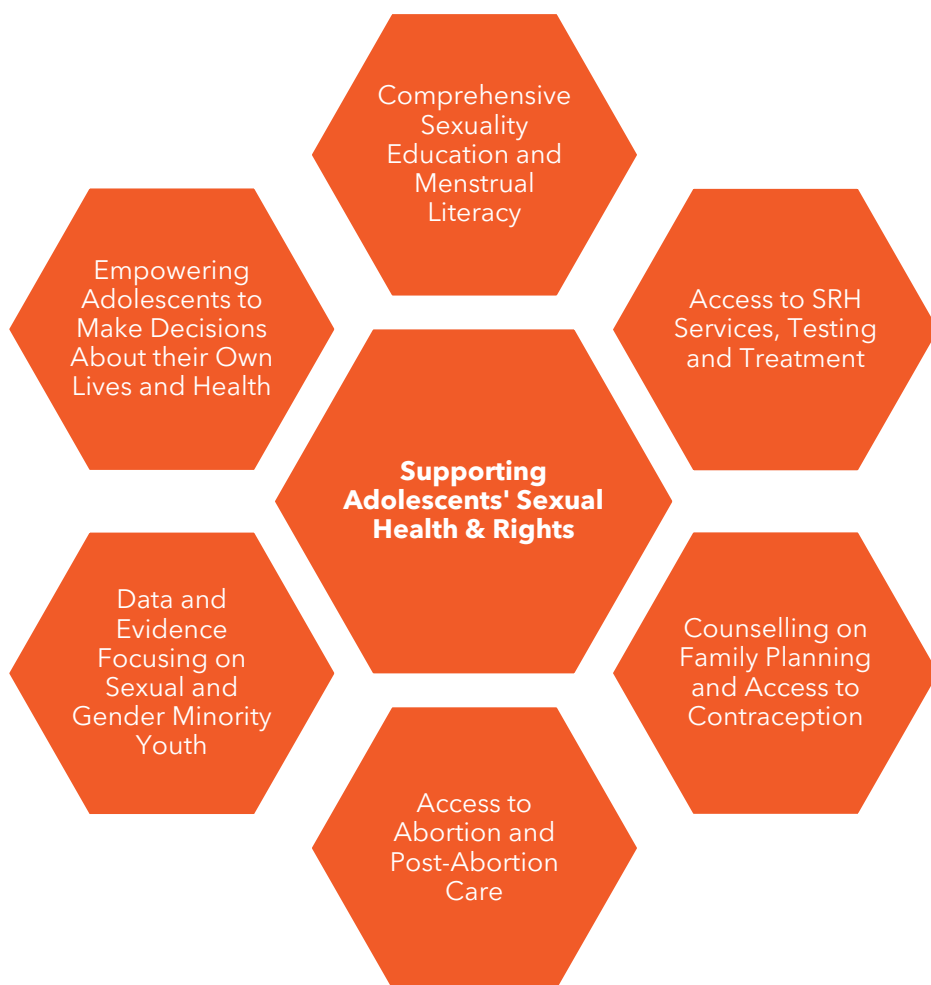 Comprehensive
Sexuality
Education and
Menstrual
Literacy
Empowering
Adolescents to
Make Decisions
About their Own
Lives and Health
Access to SRH
Services, Testing
and Treatment
Supporting
Adolescents' Sexual
Health & Rights
Data and
Evidence
Focusing on
Sexual and
Gender Minority
Youth
Counselling on
Family Planning
and Access to
Contraception
Access to
Abortion and
Post-Abortion
Care